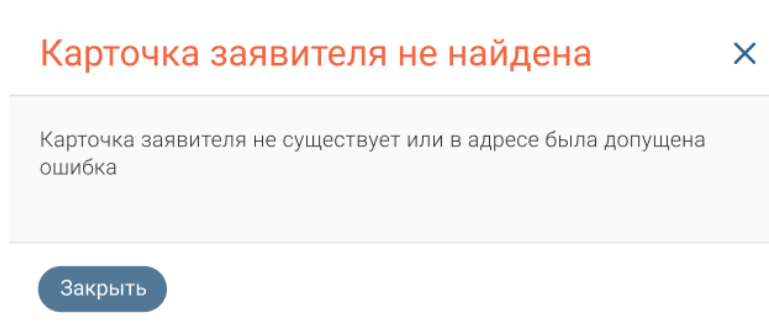 Карточка заявителя не найдена
Карточка заявителя не существует или в адресе была допущена
ошибка
Закрыть